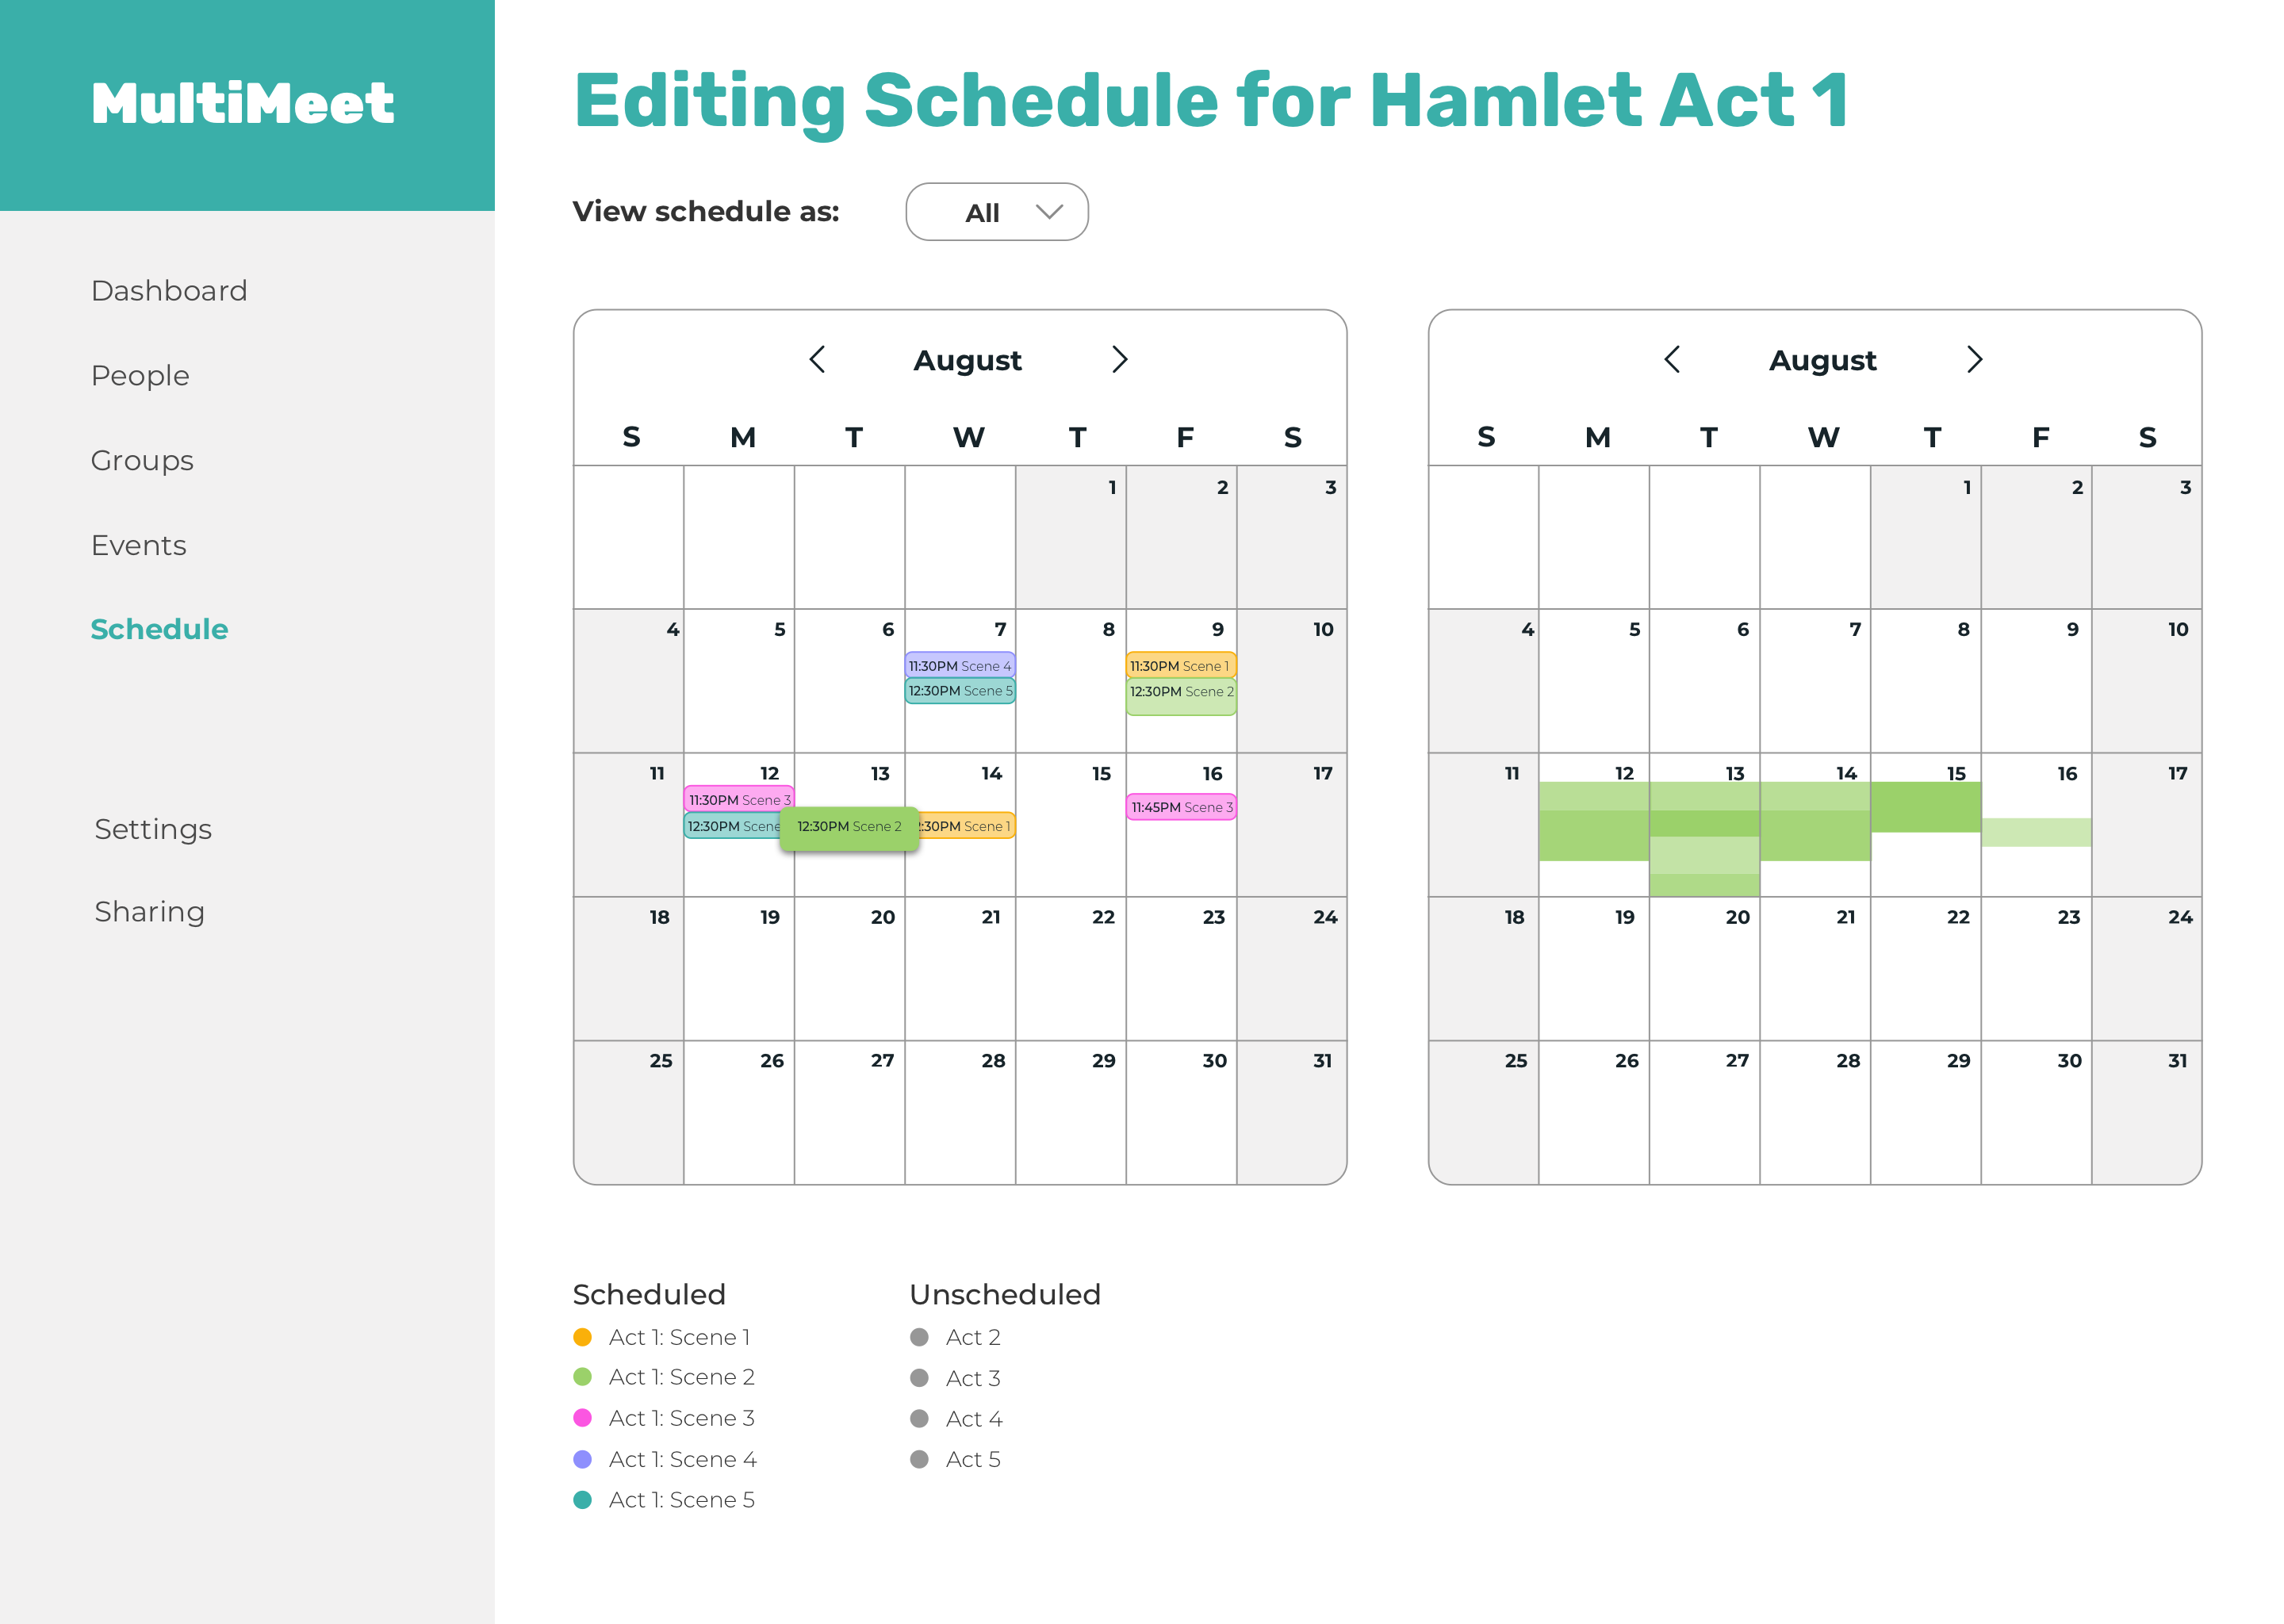 MultiMeet
Dashboard
People
Groups
Events
Schedule
Settings
Sharing
Editing Schedule for Hamlet Act 1
View schedule as:
All
August
S M T W T F S
1 2 3
4 5 6 7 8 9 10
11:30PM Scene 4
12:30PM Scene 5
11:30PM Scene 1
12:30PM Scene 2
11 12 13 14 15 16 17
11:30PM Scene 3
12:30PM Scene
12:30PM Scene 2
:30PM Scene 1
11:45PM Scene 3
18 19 20 21 22 23 24
25 26 27 28 29 30 31
August
S M T W T F S
1 2 3
4 5 6 7 8 9 10
11 12 13 14 15 16 17
18 19 20 21 22 23 24
25 26 27 28 29 30 31
Scheduled
Act 1: Scene 1
Act 1: Scene 2
Act 1: Scene 3
Act 1: Scene 4
Act 1: Scene 5
Unscheduled
Act 2
Act 3
Act 4
Act 5